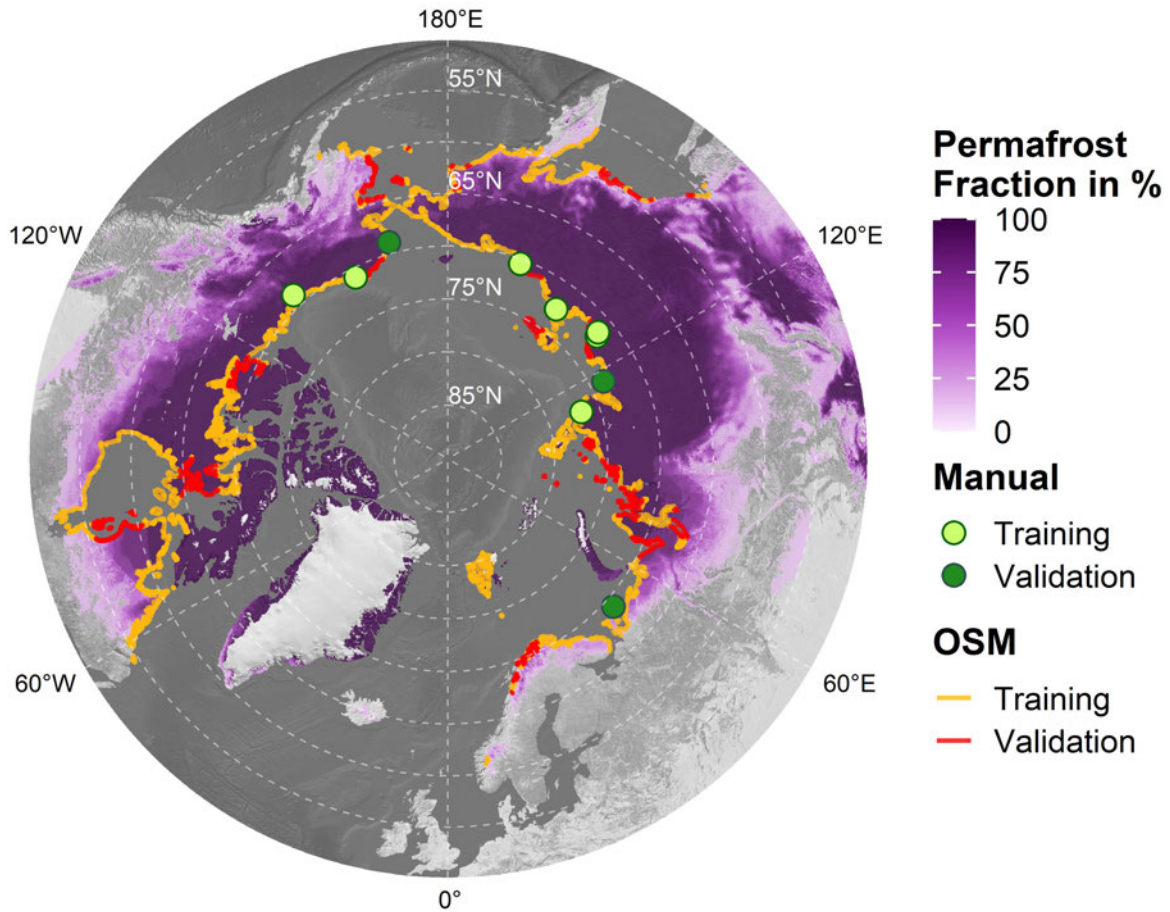 180°E
55°N
65°N
120°W
120°E
75°N
85°N
60°W
60°E
0°
Permafrost
Fraction in %
100
75
50
25
0
Manual
Training
Validation
OSM
Training
Validation